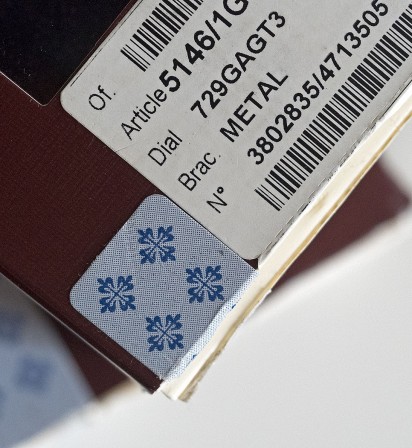 Of.
Article 5146/1G
Dial 729GAGT3
Brac. METAL
N° 3802835/4713505